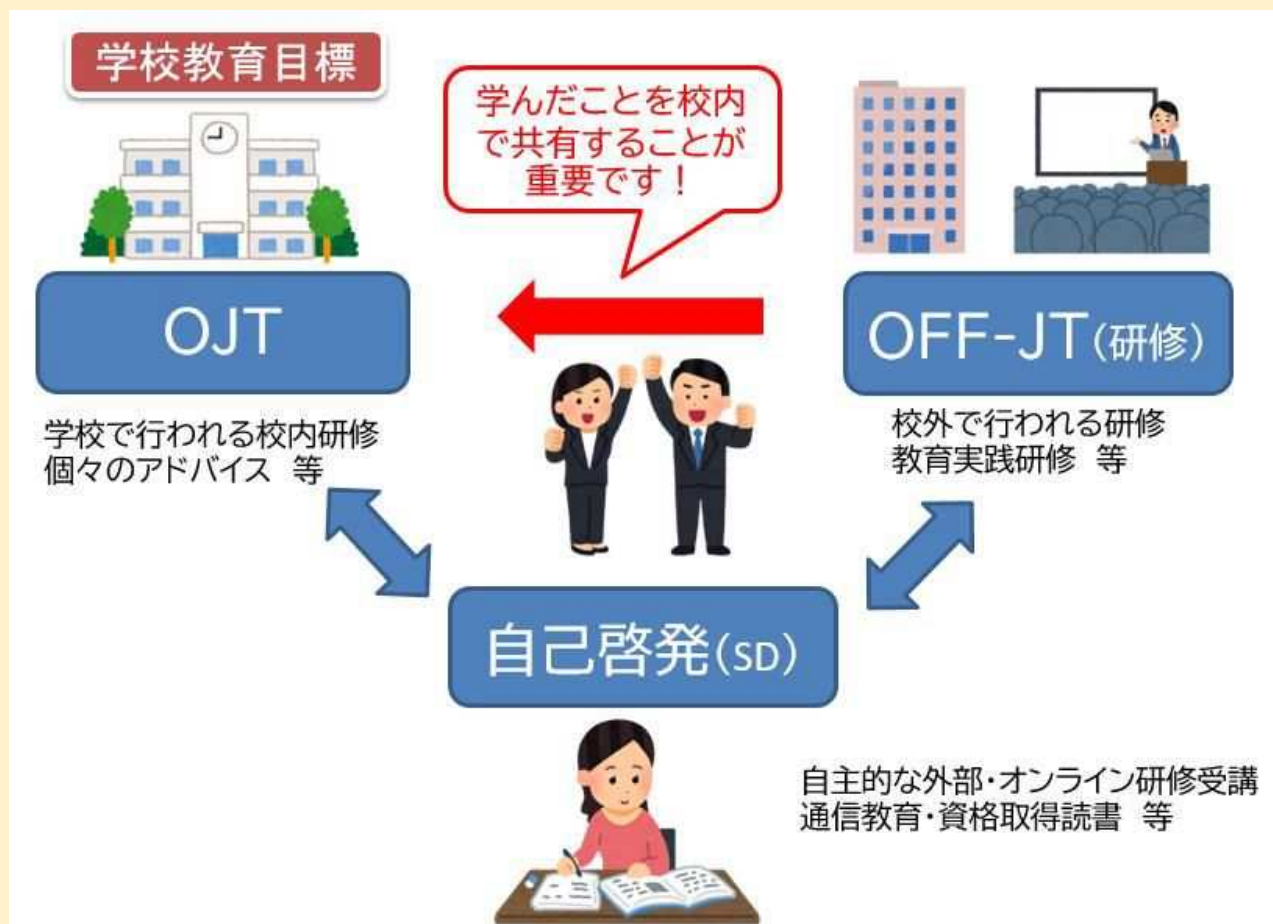 学校教育目標
学んだことを校内
で共有することが
重要です！
OJT
OFF-JT(研修)
学校で行われる校内研修
個々のアドバイス 等
校外で行われる研修
教育実践研修 等
自己啓発(SD)
自主的な外部・オンライン研修受講
通信教育・資格取得読書 等